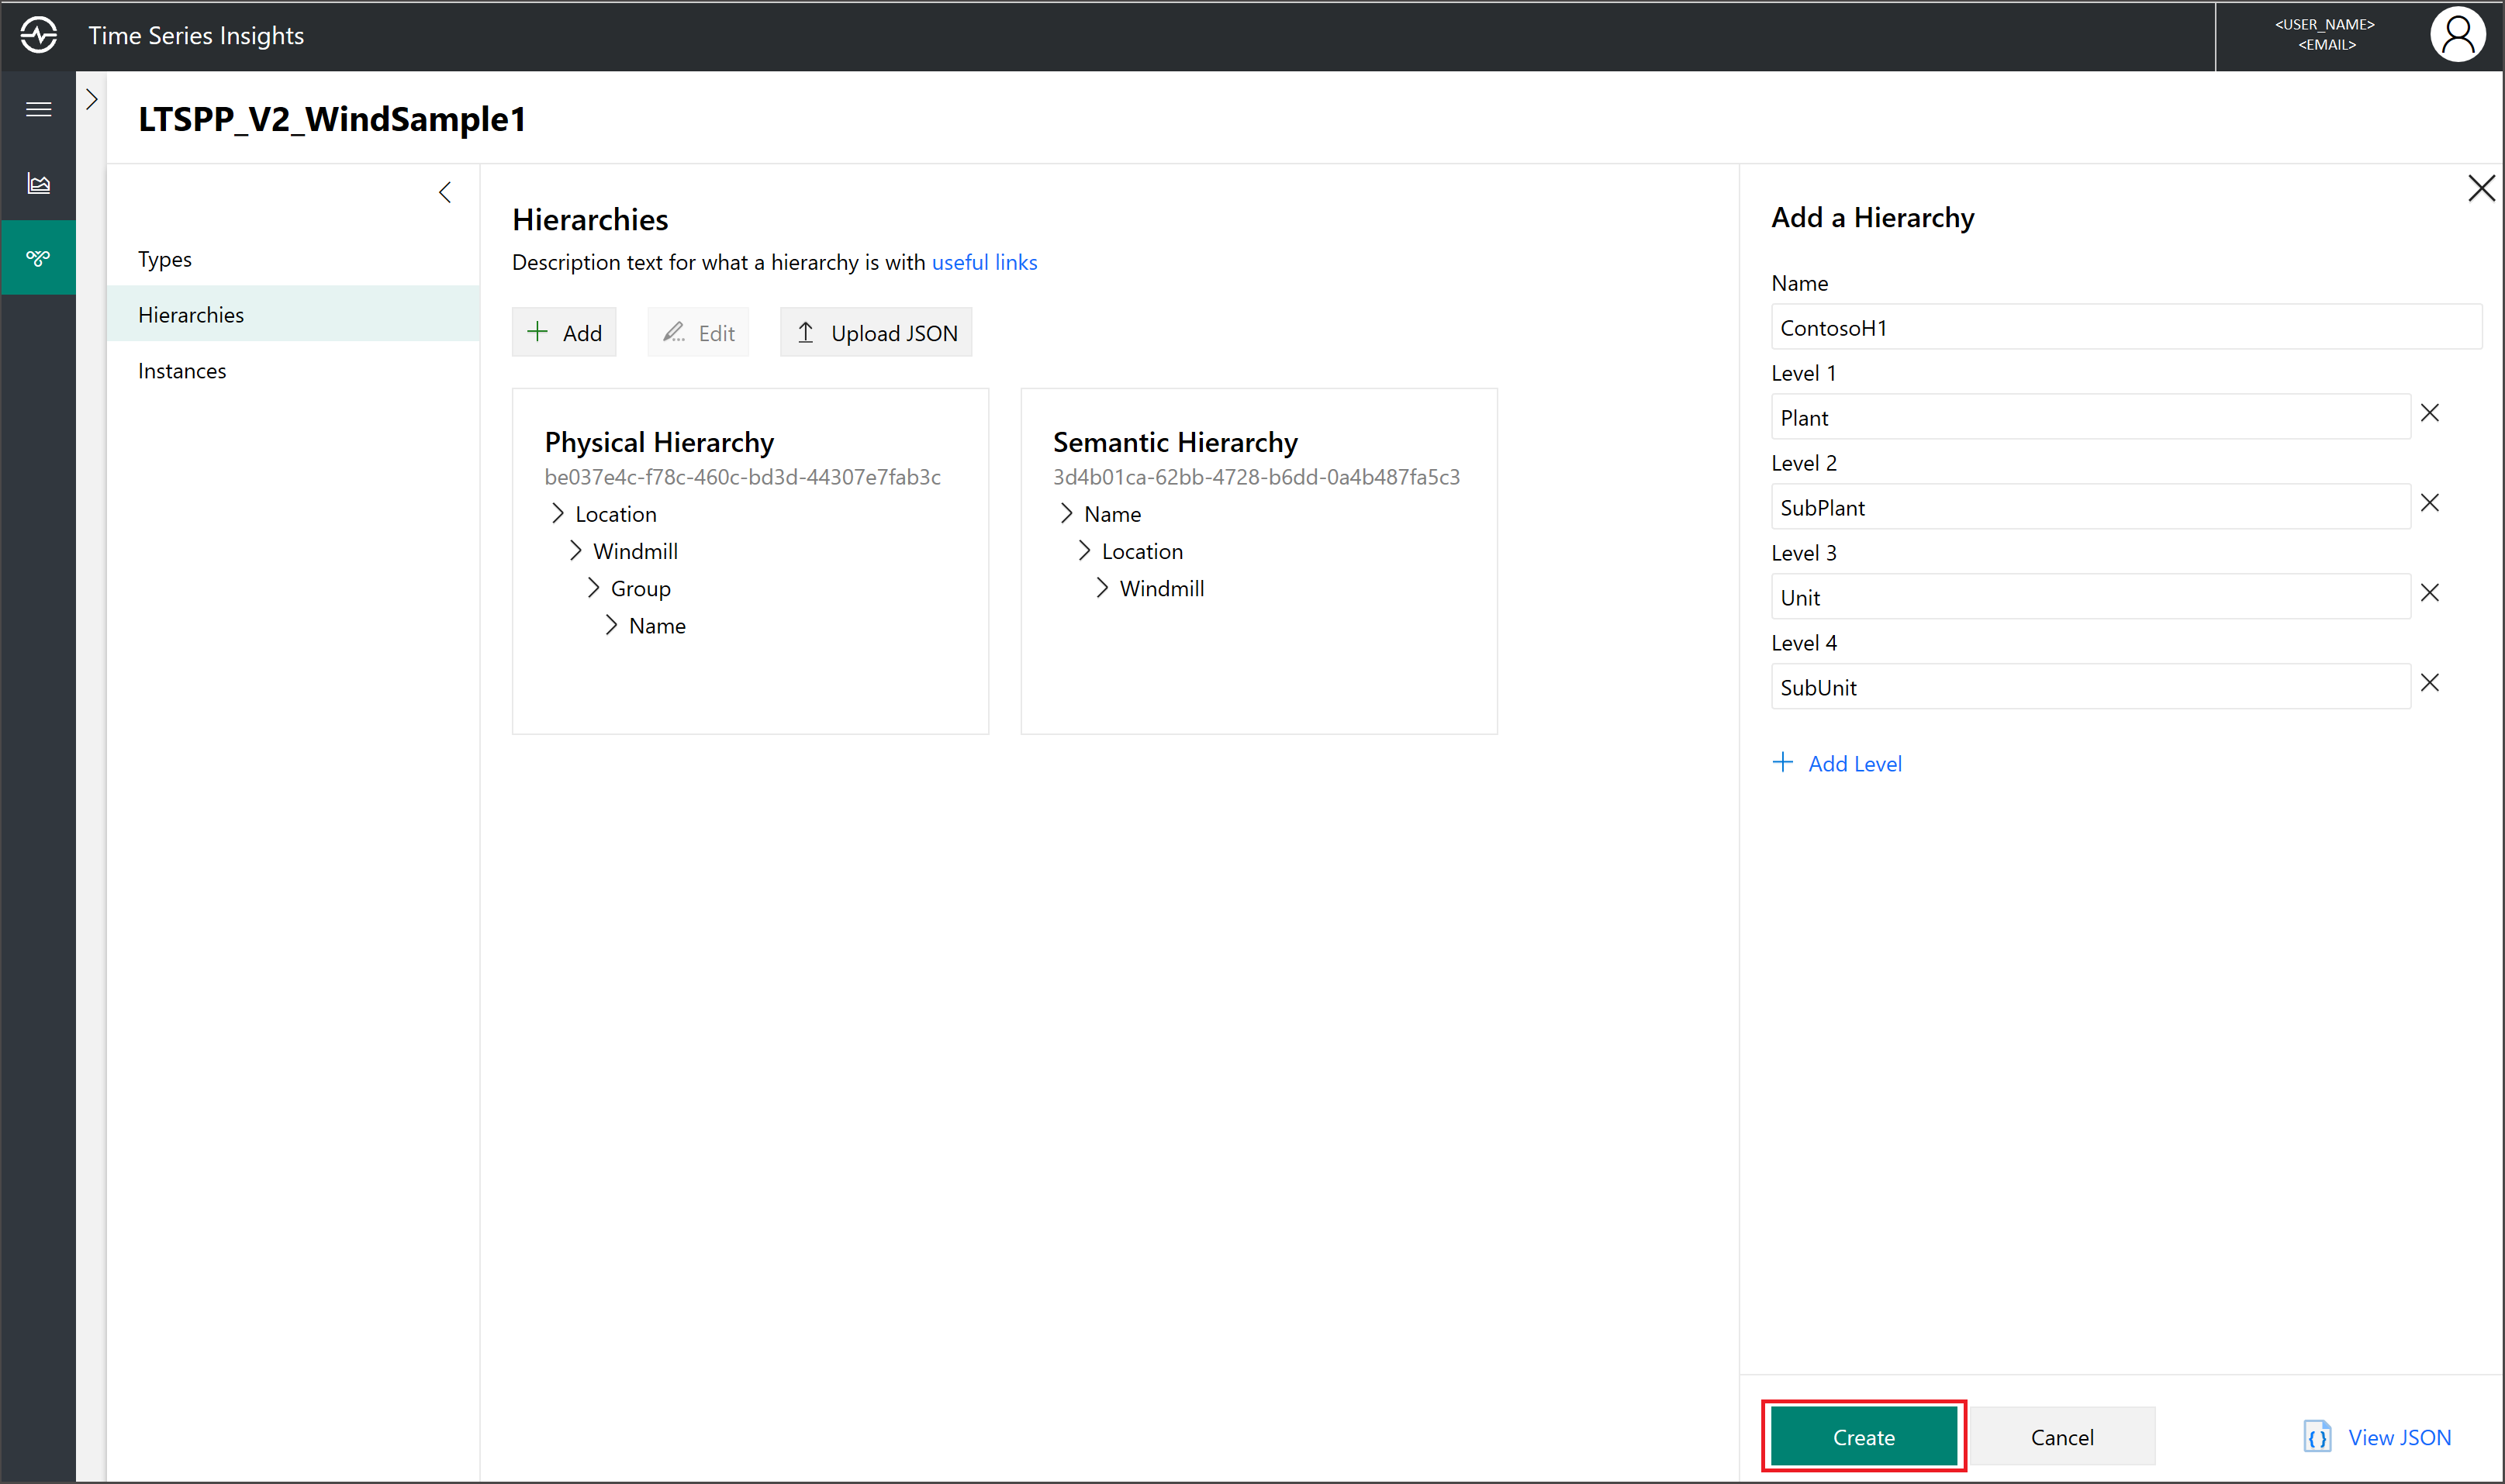 Time Series Insights
<USER_NAME>
<EMAIL>
LTSPP_V2_WindSample1
Types
Hierarchies
Instances
Hierarchies
Description text for what a hierarchy is with useful links
Add
Edit
Upload JSON
Physical Hierarchy
be037e4c-f78c-460c-bd3d-44307e7fab3c
Location
Windmill
Group
Name
Semantic Hierarchy
3d4b01ca-62bb-4728-b6dd-0a4b487fa5c3
Name
Location
Windmill
Add a Hierarchy
Name
ContosoH1
Level 1
Plant
Level 2
SubPlant
Level 3
Unit
Level 4
SubUnit
Add Level
Create
Cancel
View JSON